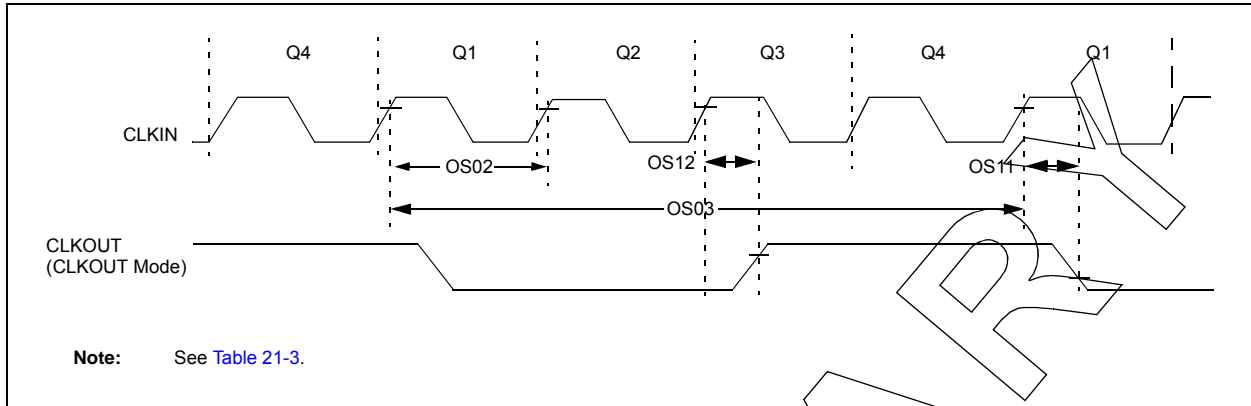 Q4 Q1 Q2 Q3 Q4 Q1
CLKIN
OS02 OS12 OS11
OS03
CLKOUT
(CLKOUT Mode)
Note: See Table 21-3.